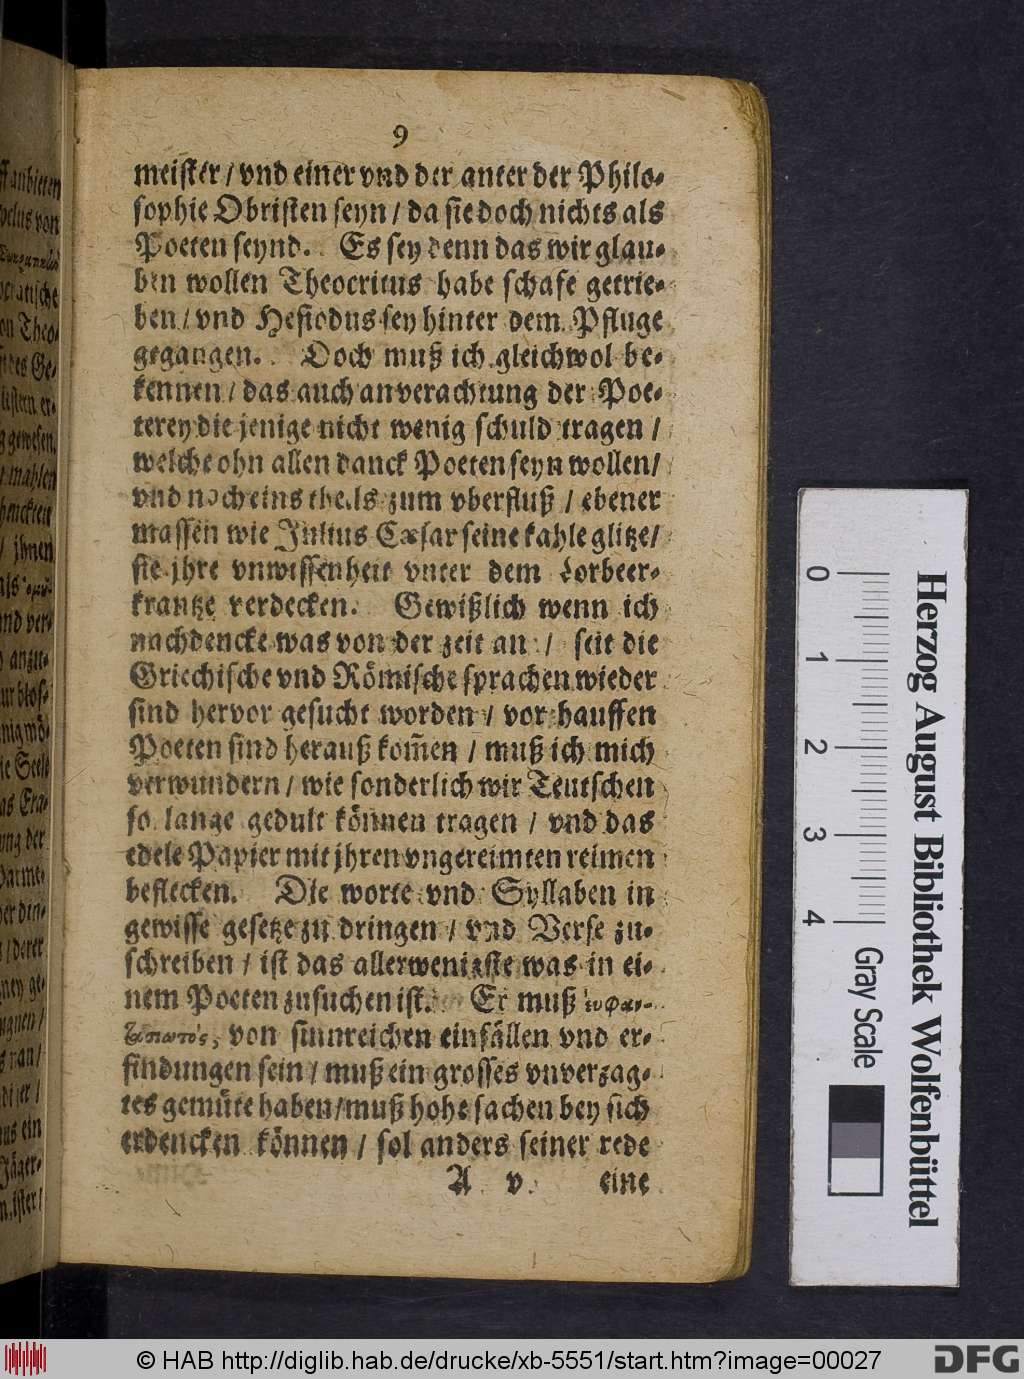 9
meister / vnd einer vnd der anter der Philo-
sophie Obristen seyn / da sie doch nichts als
Poeten seynd. Es sey denn das wir glau-
ben wollen Theocritus habe schafe getrie-
ben / vnd Hesiodus sey hinter dem Pfluge
gegangen. Doch muß ich gleichwol be-
kennen / das auch anverachtung der Poe-
terey die jenige nicht wenig schuld tragen /
welche ohn allen danck Poeten seyn wollen /
vnd noch eins theils zum vberfluß / ebener
massen wie Julius Cæsar seine kahle glitze /
sie jhre vnwissenheit vnter dem Lorbeer-
krantze verdecken. Gewißlich wenn ich
nachdencke was von der zeit an / seit die
Griechische vnd Römische sprachen wieder
sind hervor gesucht worden / vor hauffen
Poeten sind herauß kom̃en / muß ich mich
verwundern / wie sonderlich wir Teutschen
so lange gedult können tragen / vnd das
edele Papier mit jhren vngereimten reimen
beflecken. Die worte vnd Syllaben in
gewisse gesetze zu dringen / vnd Verse zu-
schreiben / ist das allerwenigste was in ei-
nem Poeten zusuchen ist. Er muß
von sinnreichen einfällen vnd er-
findungen sein / muß ein grosses vnverzag-
tes gemüte haben / muß hohe sachen bey sich
erdencken können / sol anders seiner rede
A v. eine
0 1 2 3 4
Gray Scale
Herzog August Bibliothek Wolfenbüttel
© HAB http://diglib.hab.de/drucke/xb-5551/start.htm?image=00027
DFG